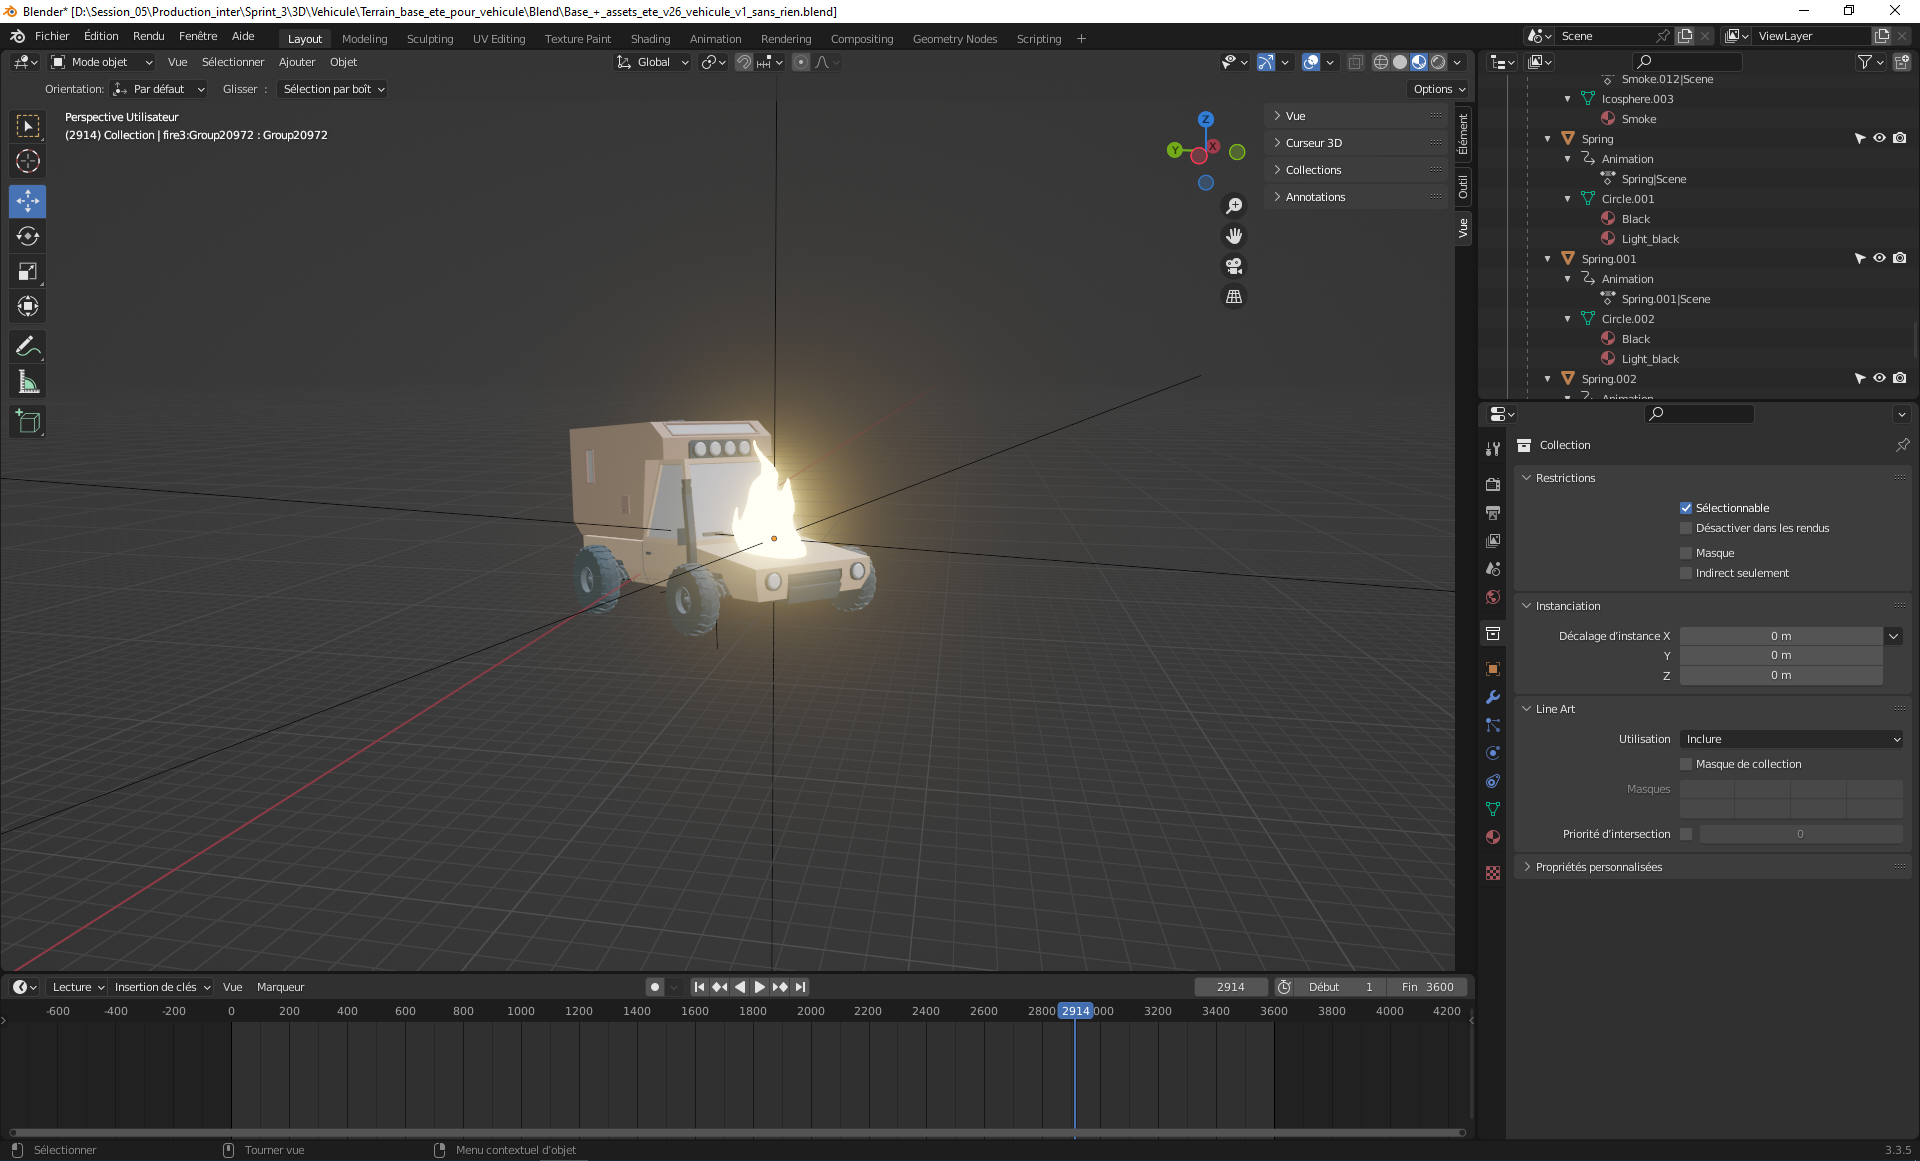 Blender* [D:\Session_05\Production_inter\Sprint_3\3D\Vehicule\Terrain_base_ete_pour_vehicule\Blend\Base_+_assets_ete_v26_vehicule_v1_sans_rien.blend]
Fichier Édition Rendu Fenêtre Aide Layout Modeling Sculpting UV Editing Texture Paint Shading Animation Rendering Compositing Geometry Nodes Scripting + Scene ViewLayer
Mode objet Vue Sélectionner Ajouter Objet Global
Orientation: Par défaut Glisser : Sélection par boît Options
Perspective Utilisateur
(2914) Collection | fire3:Group20972 : Group20972
Z
Y
X
Vue
Curseur 3D
Collections
Annotations
Élément
Outil
Vue
Smoke.012|Scene
Icosphere.003
Smoke
Spring
Animation
Spring|Scene
Circle.001
Black
Light_black
Spring.001
Animation
Spring.001|Scene
Circle.002
Black
Light_black
Spring.002
Animation
Collection
Restrictions
Sélectionnable
Désactiver dans les rendus
Masque
Indirect seulement
Instanciation
Décalage d'instance X 0 m
Y 0 m
Z 0 m
Line Art
Utilisation Inclure
Masque de collection
Masques
Priorité d'intersection 0
Propriétés personnalisées
Lecture Insertion de clés Vue Marqueur 2914 Début 1 Fin 3600
-600 -400 -200 0 200 400 600 800 1000 1200 1400 1600 1800 2000 2200 2400 2600 2800 2914 000 3200 3400 3600 3800 4000 4200
Sélectionner Tourner vue Menu contextuel d'objet 3.3.5